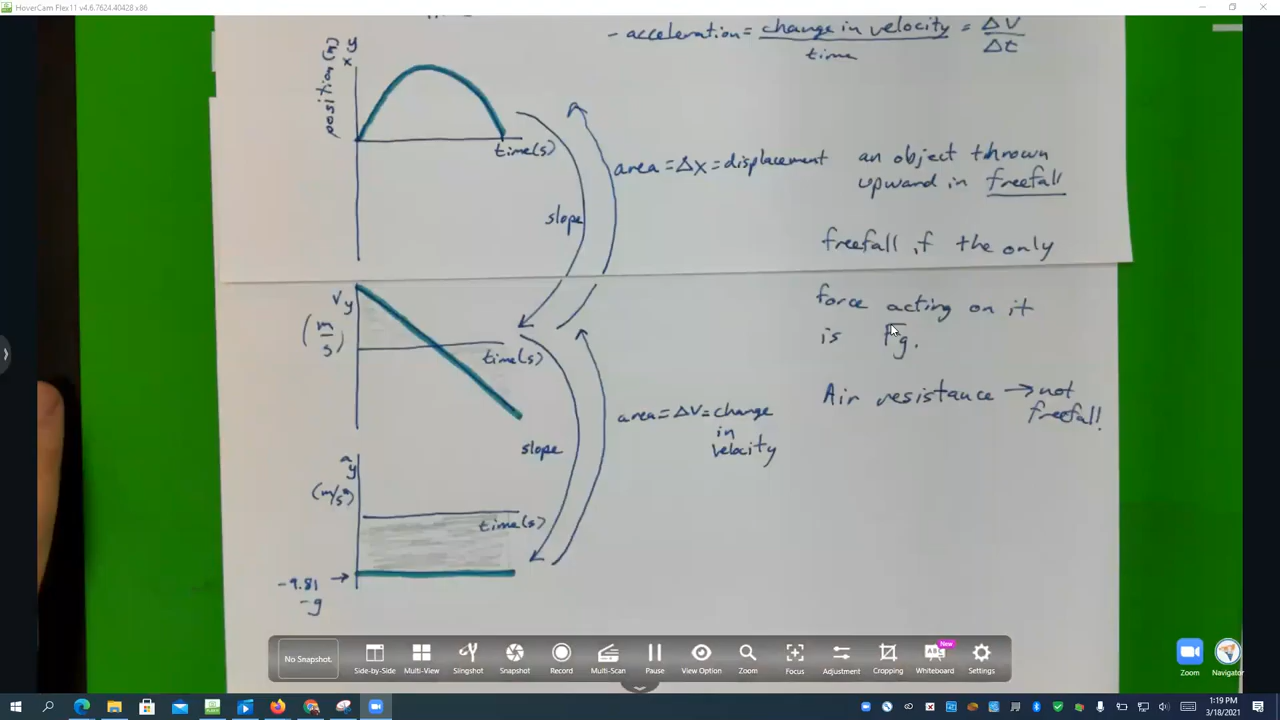 HoverCam Flex11 v4.6.7624.40428 x86
- acceleration = change in velocity = ΔV
time Δt
position (m)
x y
time(s)
area = Δx = displacement
an object thrown
upward in freefall
slope
freefall if the only
force acting on it
is Fg.
Vy
(m/s)
time(s)
Air resistance → not
freefall!
area = ΔV = change
in
velocity
slope
ay
(m/s²)
time(s)
-9.81
-g
No Snapshot.
Side-by-Side
Multi-View
Slingshot
Snapshot
Record
Multi-Scan
Pause
View Option
Zoom
Focus
Adjustment
Cropping
New
ABC
Whiteboard
Settings
Zoom
Navigator
1:19 PM
3/18/2021